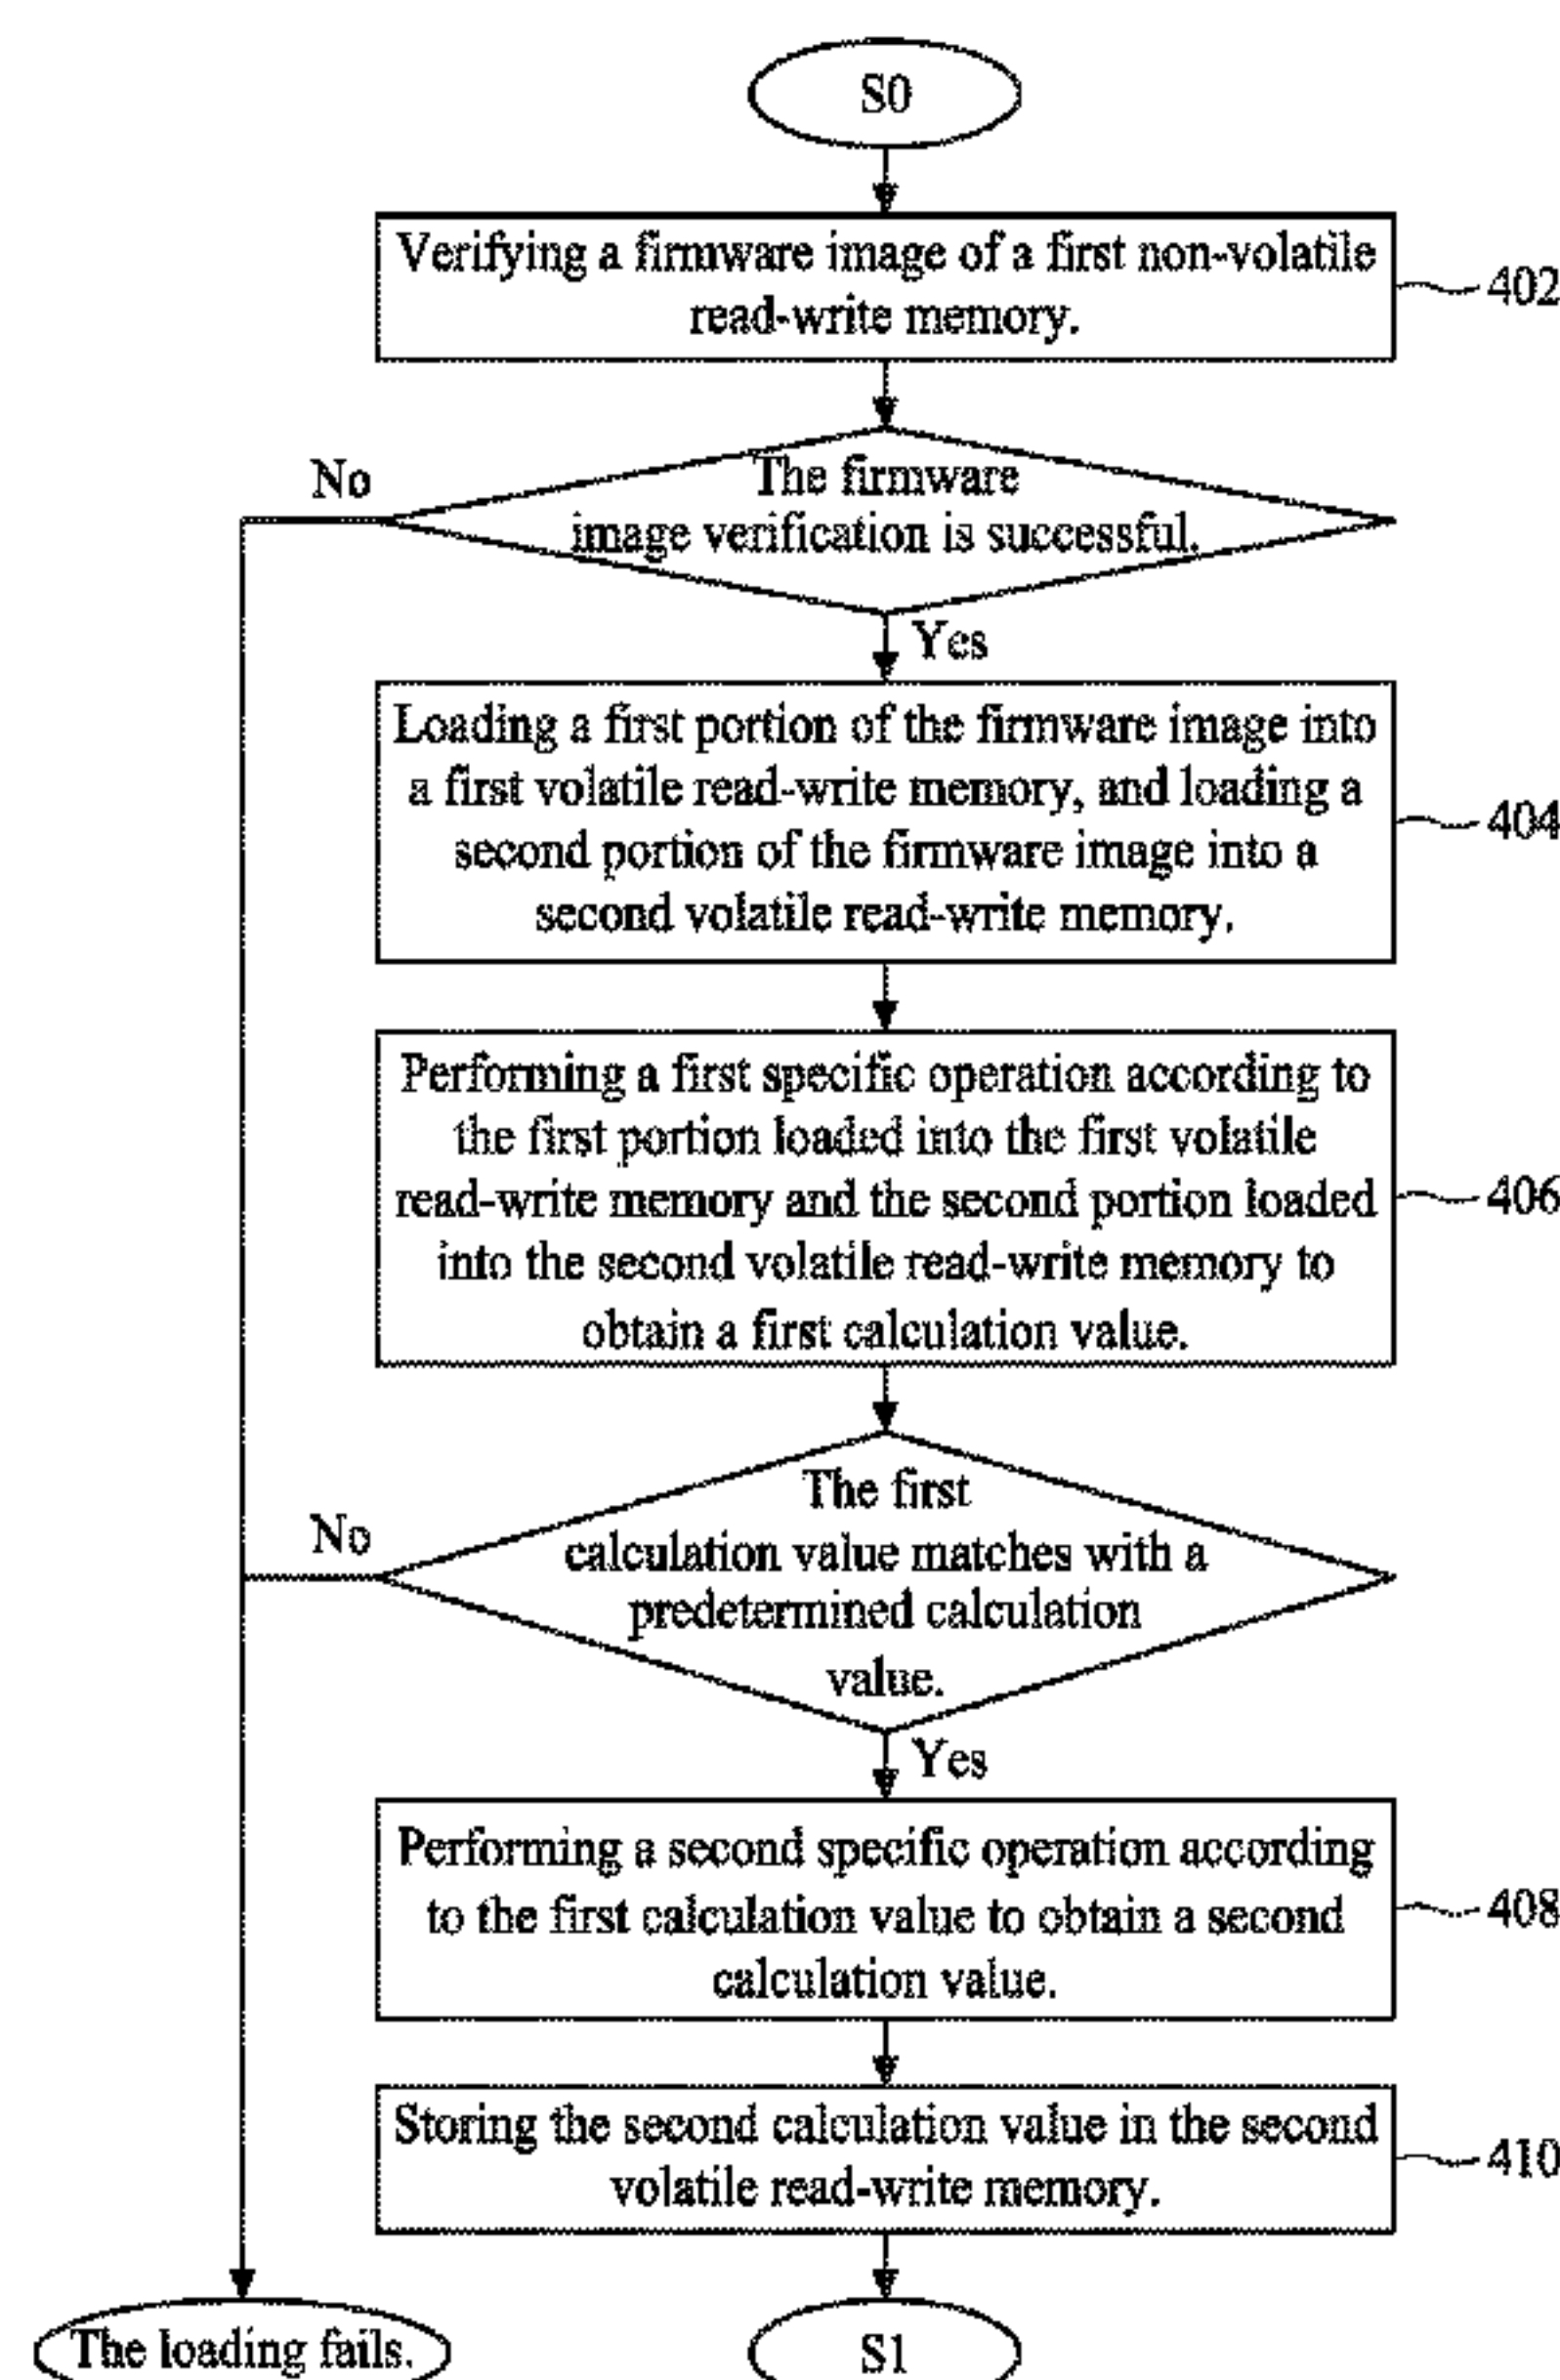 S0
Verifying a firmware image of a first non-volatile
read-write memory.
402
No
The firmware
image verification is successful.
Yes
Loading a first portion of the firmware image into
a first volatile read-write memory, and loading a
second portion of the firmware image into a
second volatile read-write memory.
404
Performing a first specific operation according to
the first portion loaded into the first volatile
read-write memory and the second portion loaded
into the second volatile read-write memory to
obtain a first calculation value.
406
No
The first
calculation value matches with a
predetermined calculation
value.
Yes
Performing a second specific operation according
to the first calculation value to obtain a second
calculation value.
408
Storing the second calculation value in the second
volatile read-write memory.
410
The loading fails.
S1